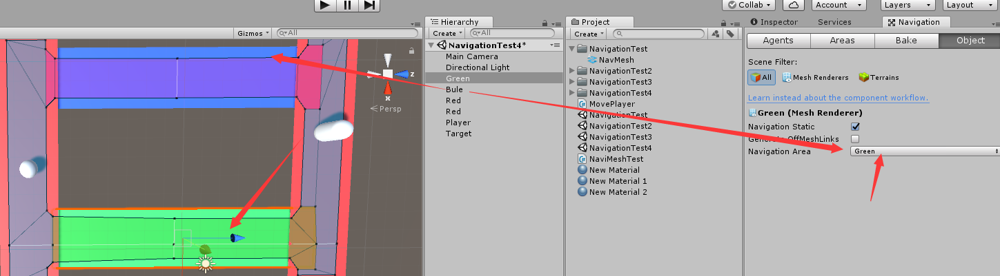 Collab
Account
Layers
Layout
Gizmos
All
z
x
Persp
Hierarchy
Create
All
NavigationTest4*
Main Camera
Directional Light
Green
Bule
Red
Red
Player
Target
Project
Create
NavigationTest
NavMesh
NavigationTest2
NavigationTest3
NavigationTest4
MovePlayer
NavigationTest
NavigationTest2
NavigationTest3
NavigationTest4
NaviMeshTest
New Material
New Material 1
New Material 2
Inspector
Services
Navigation
Agents
Areas
Bake
Object
Scene Filter:
All
Mesh Renderers
Terrains
Learn instead about the component workflow.
Green (Mesh Renderer)
Navigation Static
Generate OffMeshLinks
Navigation Area
Green